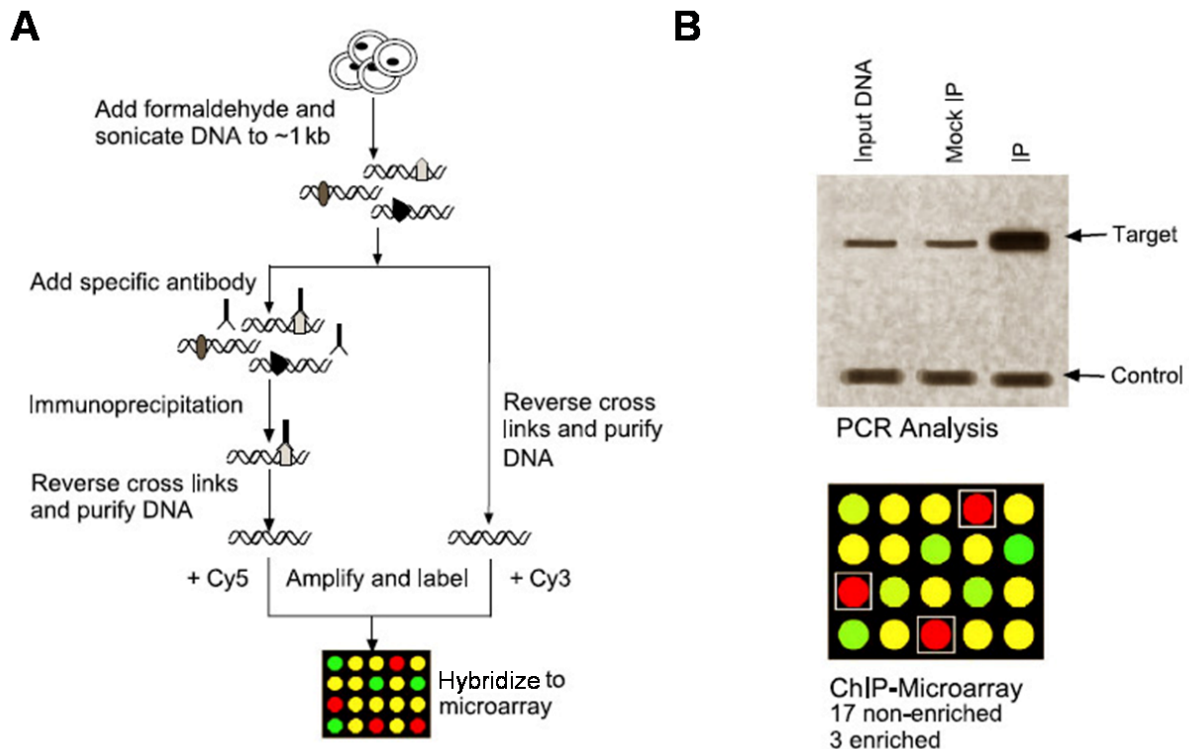 A
Add formaldehyde and
sonicate DNA to ~1 kb
Add specific antibody
Immunoprecipitation
Reverse cross links
and purify DNA
Reverse cross
links and purify
DNA
+ Cy5
Amplify and label
+ Cy3
Hybridize to
microarray
B
Input DNA
Mock IP
IP
Target
Control
PCR Analysis
ChIP-Microarray
17 non-enriched
3 enriched